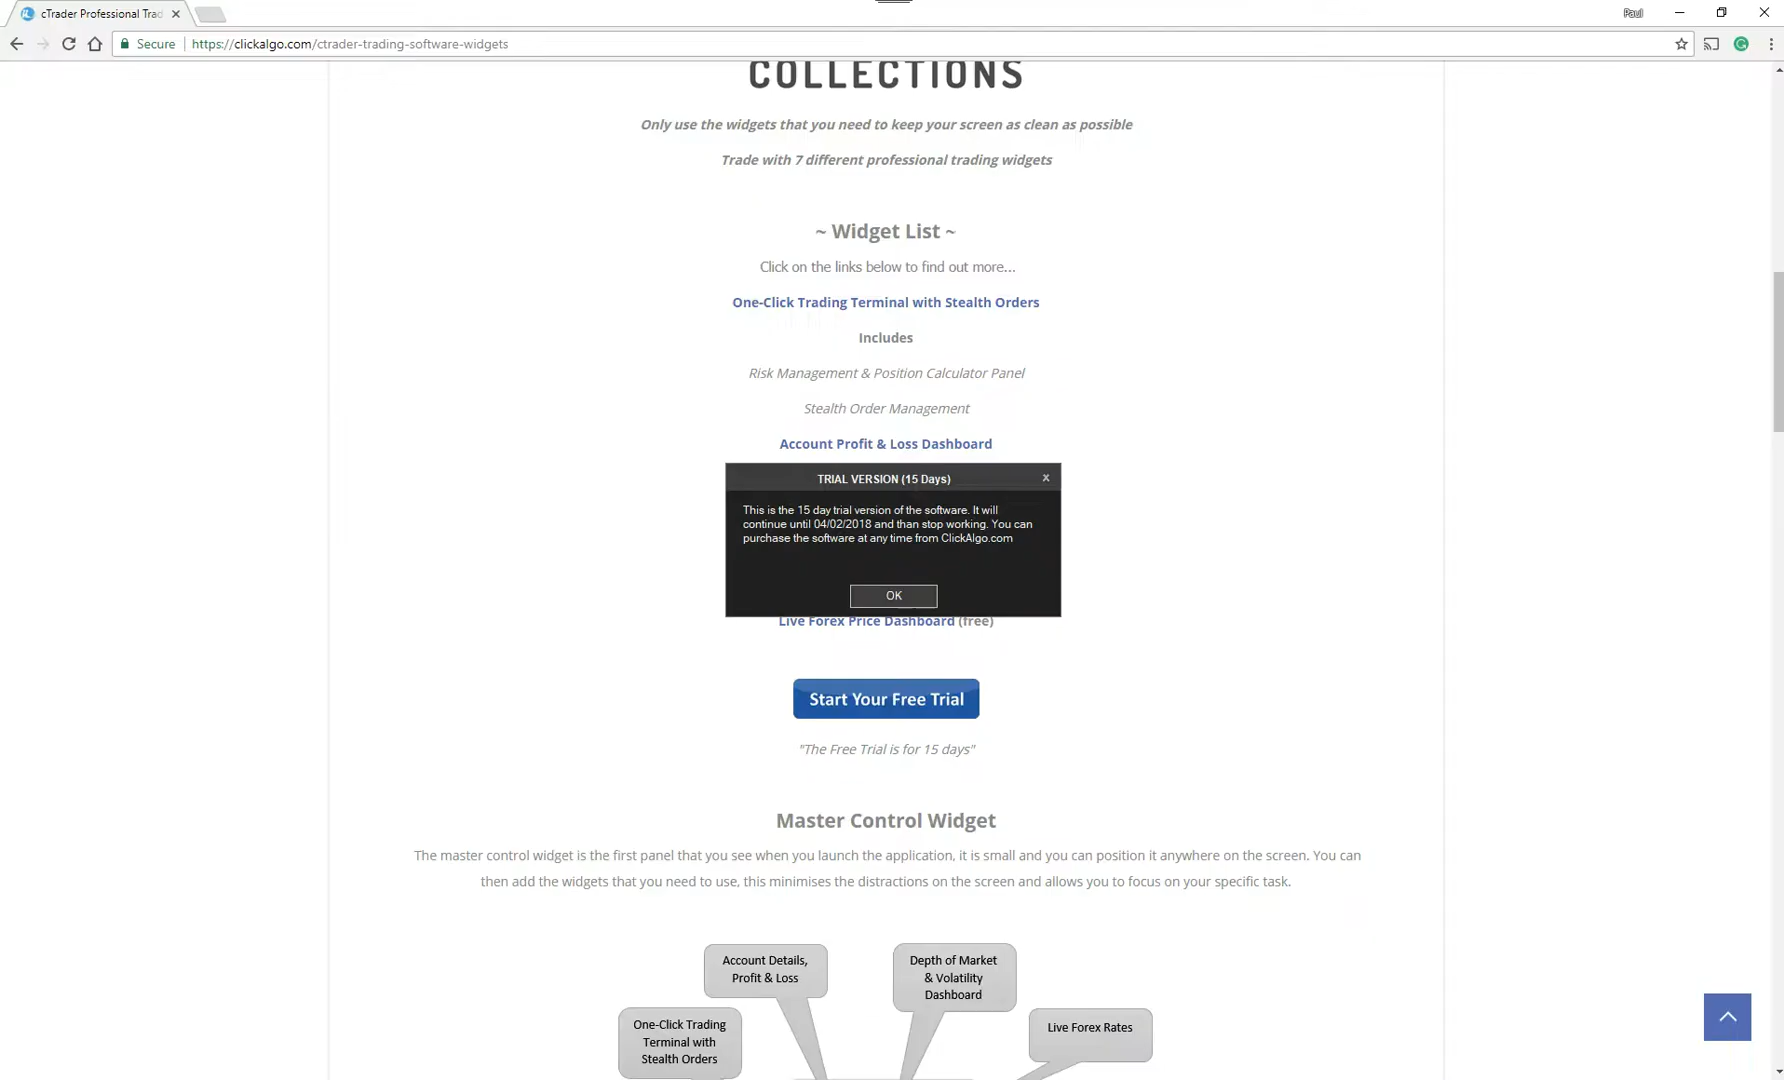 cTrader Professional Trad
Paul
Secure
https://clickalgo.com/ctrader-trading-software-widgets
COLLECTIONS
Only use the widgets that you need to keep your screen as clean as possible
Trade with 7 different professional trading widgets
~ Widget List ~
Click on the links below to find out more...
One-Click Trading Terminal with Stealth Orders
Includes
Risk Management & Position Calculator Panel
Stealth Order Management
Account Profit & Loss Dashboard
TRIAL VERSION (15 Days)
x
This is the 15 day trial version of the software. It will
continue until 04/02/2018 and than stop working. You can
purchase the software at any time from ClickAlgo.com
OK
Live Forex Price Dashboard (free)
Start Your Free Trial
"The Free Trial is for 15 days"
Master Control Widget
The master control widget is the first panel that you see when you launch the application, it is small and you can position it anywhere on the screen. You can
then add the widgets that you need to use, this minimises the distractions on the screen and allows you to focus on your specific task.
Account Details,
Profit & Loss
Depth of Market
& Volatility
Dashboard
One-Click Trading
Terminal with
Stealth Orders
Live Forex Rates